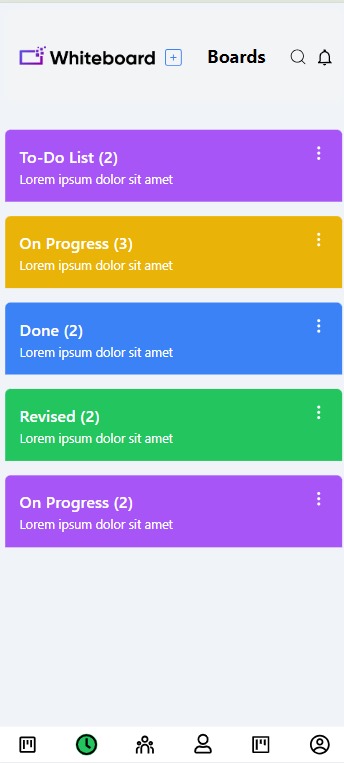 Whiteboard Boards
To-Do List (2)
Lorem ipsum dolor sit amet
On Progress (3)
Lorem ipsum dolor sit amet
Done (2)
Lorem ipsum dolor sit amet
Revised (2)
Lorem ipsum dolor sit amet
On Progress (2)
Lorem ipsum dolor sit amet